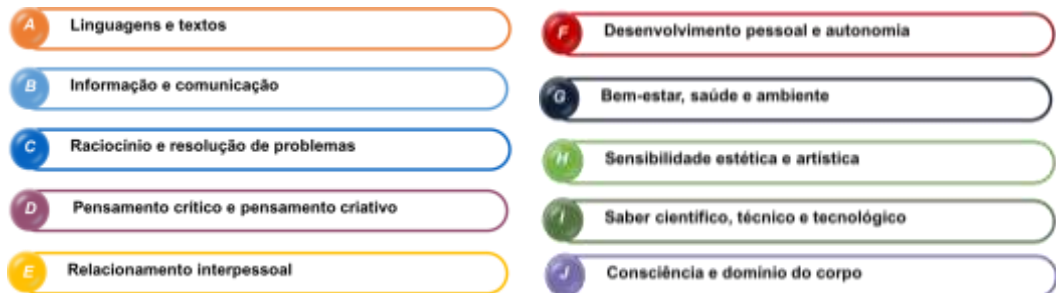 A Linguagens e textos
B Informação e comunicação
C Raciocínio e resolução de problemas
D Pensamento crítico e pensamento criativo
E Relacionamento interpessoal
F Desenvolvimento pessoal e autonomia
G Bem-estar, saúde e ambiente
H Sensibilidade estética e artística
I Saber científico, técnico e tecnológico
J Consciência e domínio do corpo